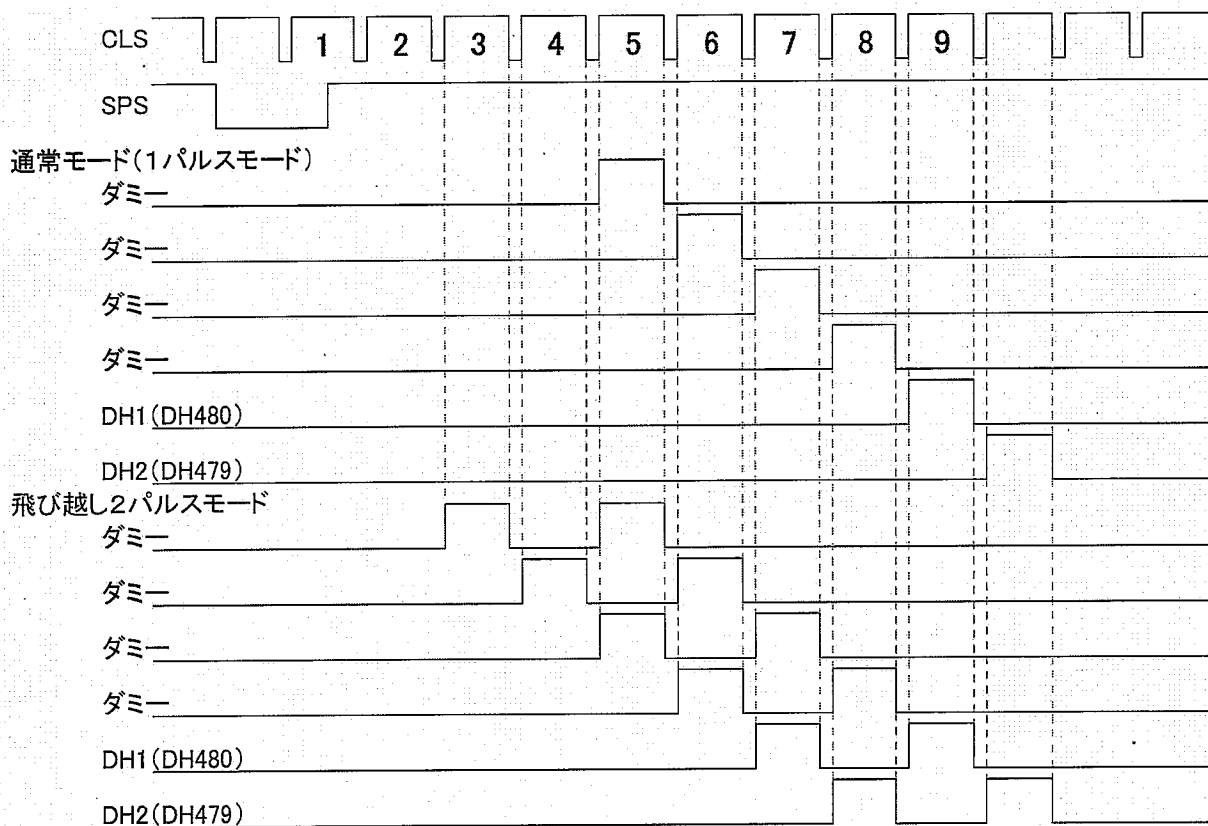 CLS
1 2 3 4 5 6 7 8 9
SPS
通常モード(1パルスモード)
ダミー
ダミー
ダミー
ダミー
DH1(DH480)
DH2(DH479)
飛び越し2パルスモード
ダミー
ダミー
ダミー
ダミー
DH1(DH480)
DH2(DH479)